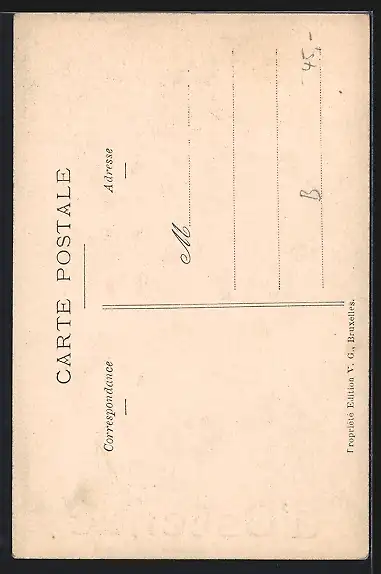 CARTE POSTALE
Correspondance
Adresse
M
B 45,-
Propriété Edition V. G., Bruxelles.